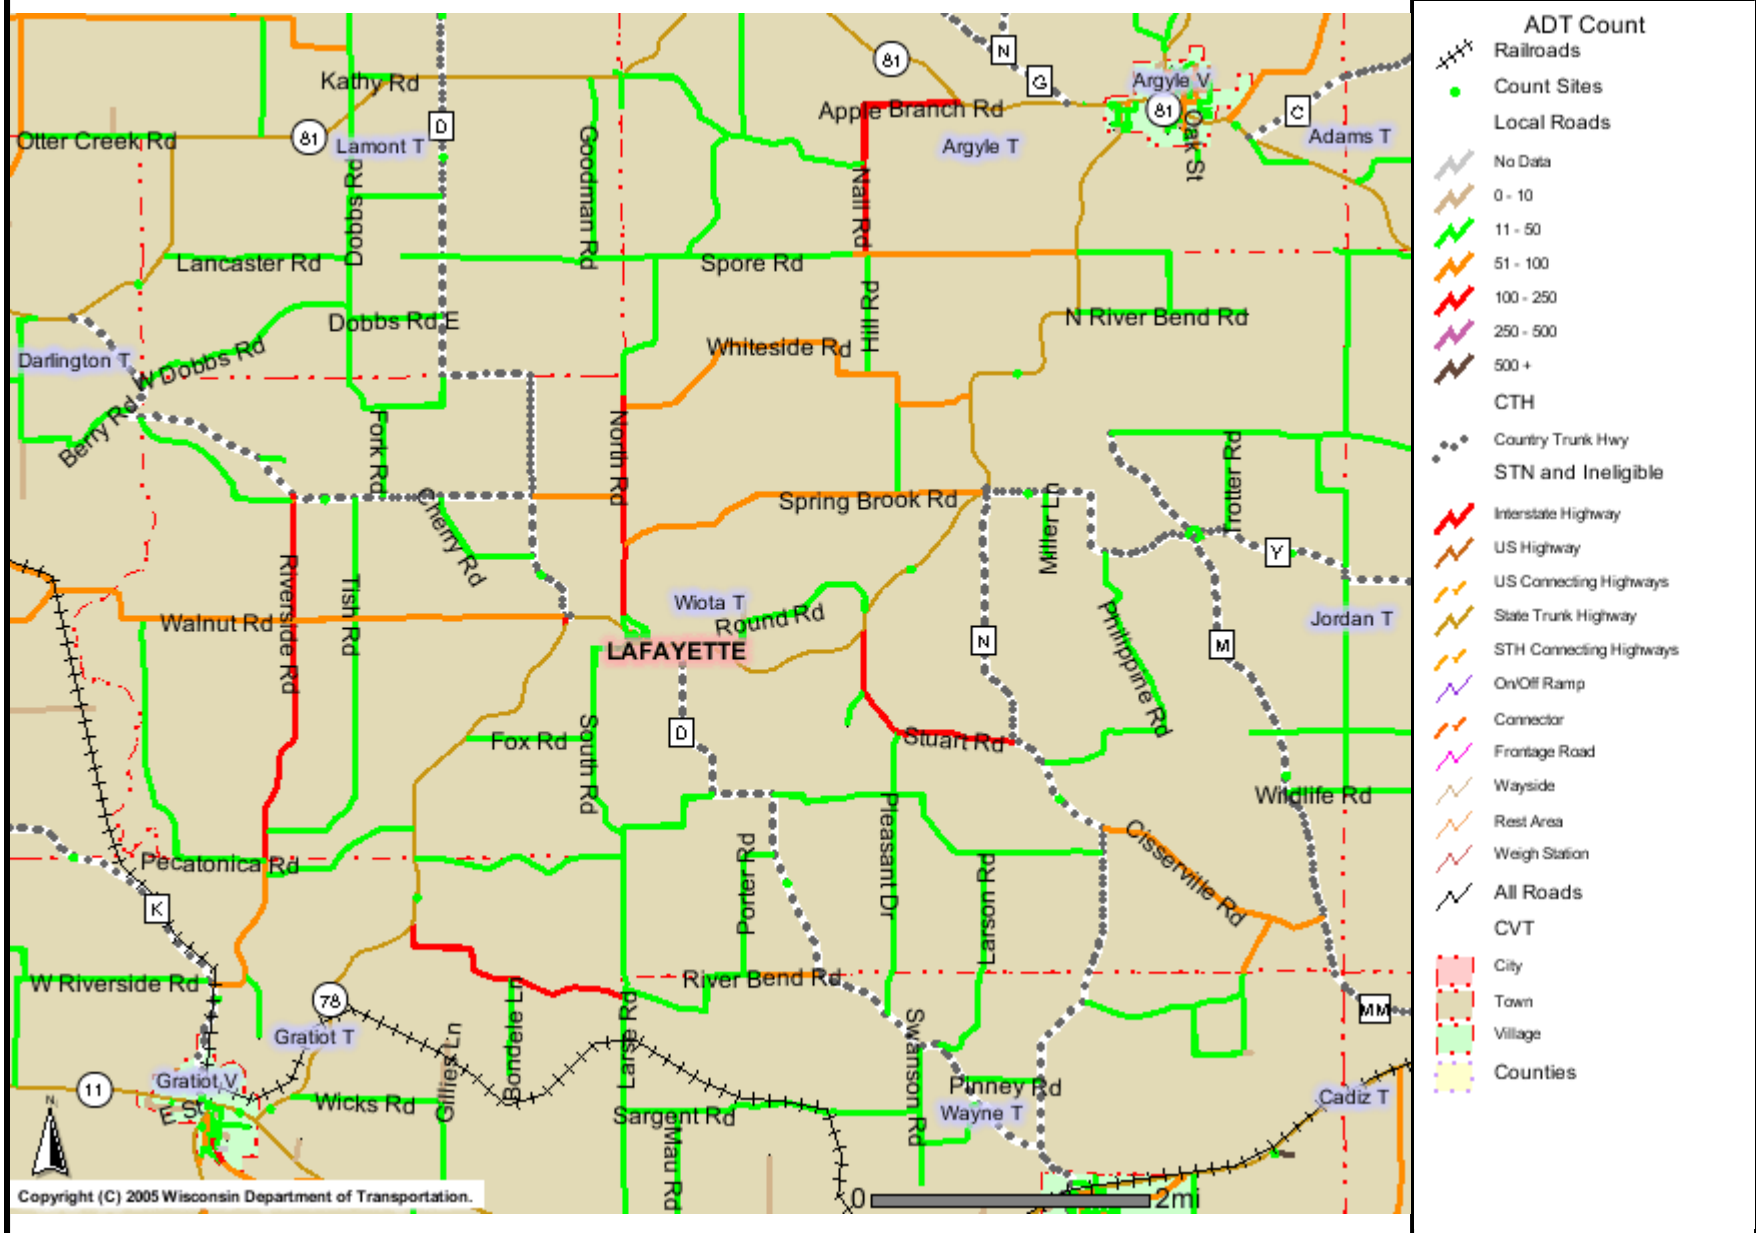 ADT Count
Railroads
Count Sites
Local Roads
No Data
0 - 10
11 - 50
51 - 100
100 - 250
250 - 500
500 +
CTH
Country Trunk Hwy
STN and Ineligible
Interstate Highway
US Highway
US Connecting Highways
State Trunk Highway
STH Connecting Highways
On/Off Ramp
Connector
Frontage Road
Wayside
Rest Area
Weigh Station
All Roads
CVT
City
Town
Village
Counties
N
81
G
Argyle V
Kathy Rd
Apple Branch Rd
81
C
Otter Creek Rd
81
D
Lamont T
Argyle T
Oak St
Adams T
Dobbs Rd
Goodman Rd
Nall Rd
Lancaster Rd
Spore Rd
Hill Rd
Dobbs Rd E
N River Bend Rd
Darlington T
W Dobbs Rd
Whiteside Rd
Berry Rd
Fork Rd
North Rd
Trotter Rd
Cherry Rd
Spring Brook Rd
Miller Ln
Y
Riverside Rd
Tish Rd
Wiota T
Walnut Rd
Round Rd
Philippine Rd
Jordan T
LAFAYETTE
N
M
D
Fox Rd
South Rd
Stuart Rd
Wildlife Rd
Pecatonica Rd
Porter Rd
Pleasant Dr
Larson Rd
Cisserville Rd
K
W Riverside Rd
River Bend Rd
78
MM
Gratiot T
Gillies Ln
Bondele Ln
Larse Rd
Swanson Rd
11
Gratiot V
E St
Wicks Rd
Sargent Rd
Pinney Rd
Wayne T
Cadiz T
Mau Rd
N
Copyright (C) 2005 Wisconsin Department of Transportation.
0 2mi